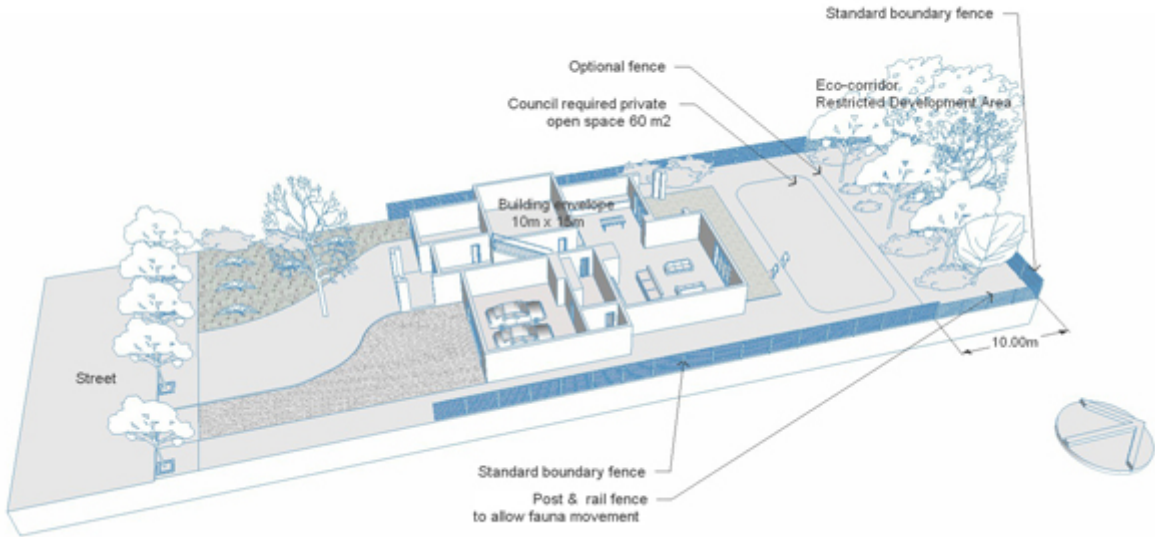 Standard boundary fence
Optional fence
Eco-corridor.
Restricted Development Area
Council required private
open space 60 m2
Building envelope
10m x 15m
10.00m
Street
Standard boundary fence
Post & rail fence
to allow fauna movement